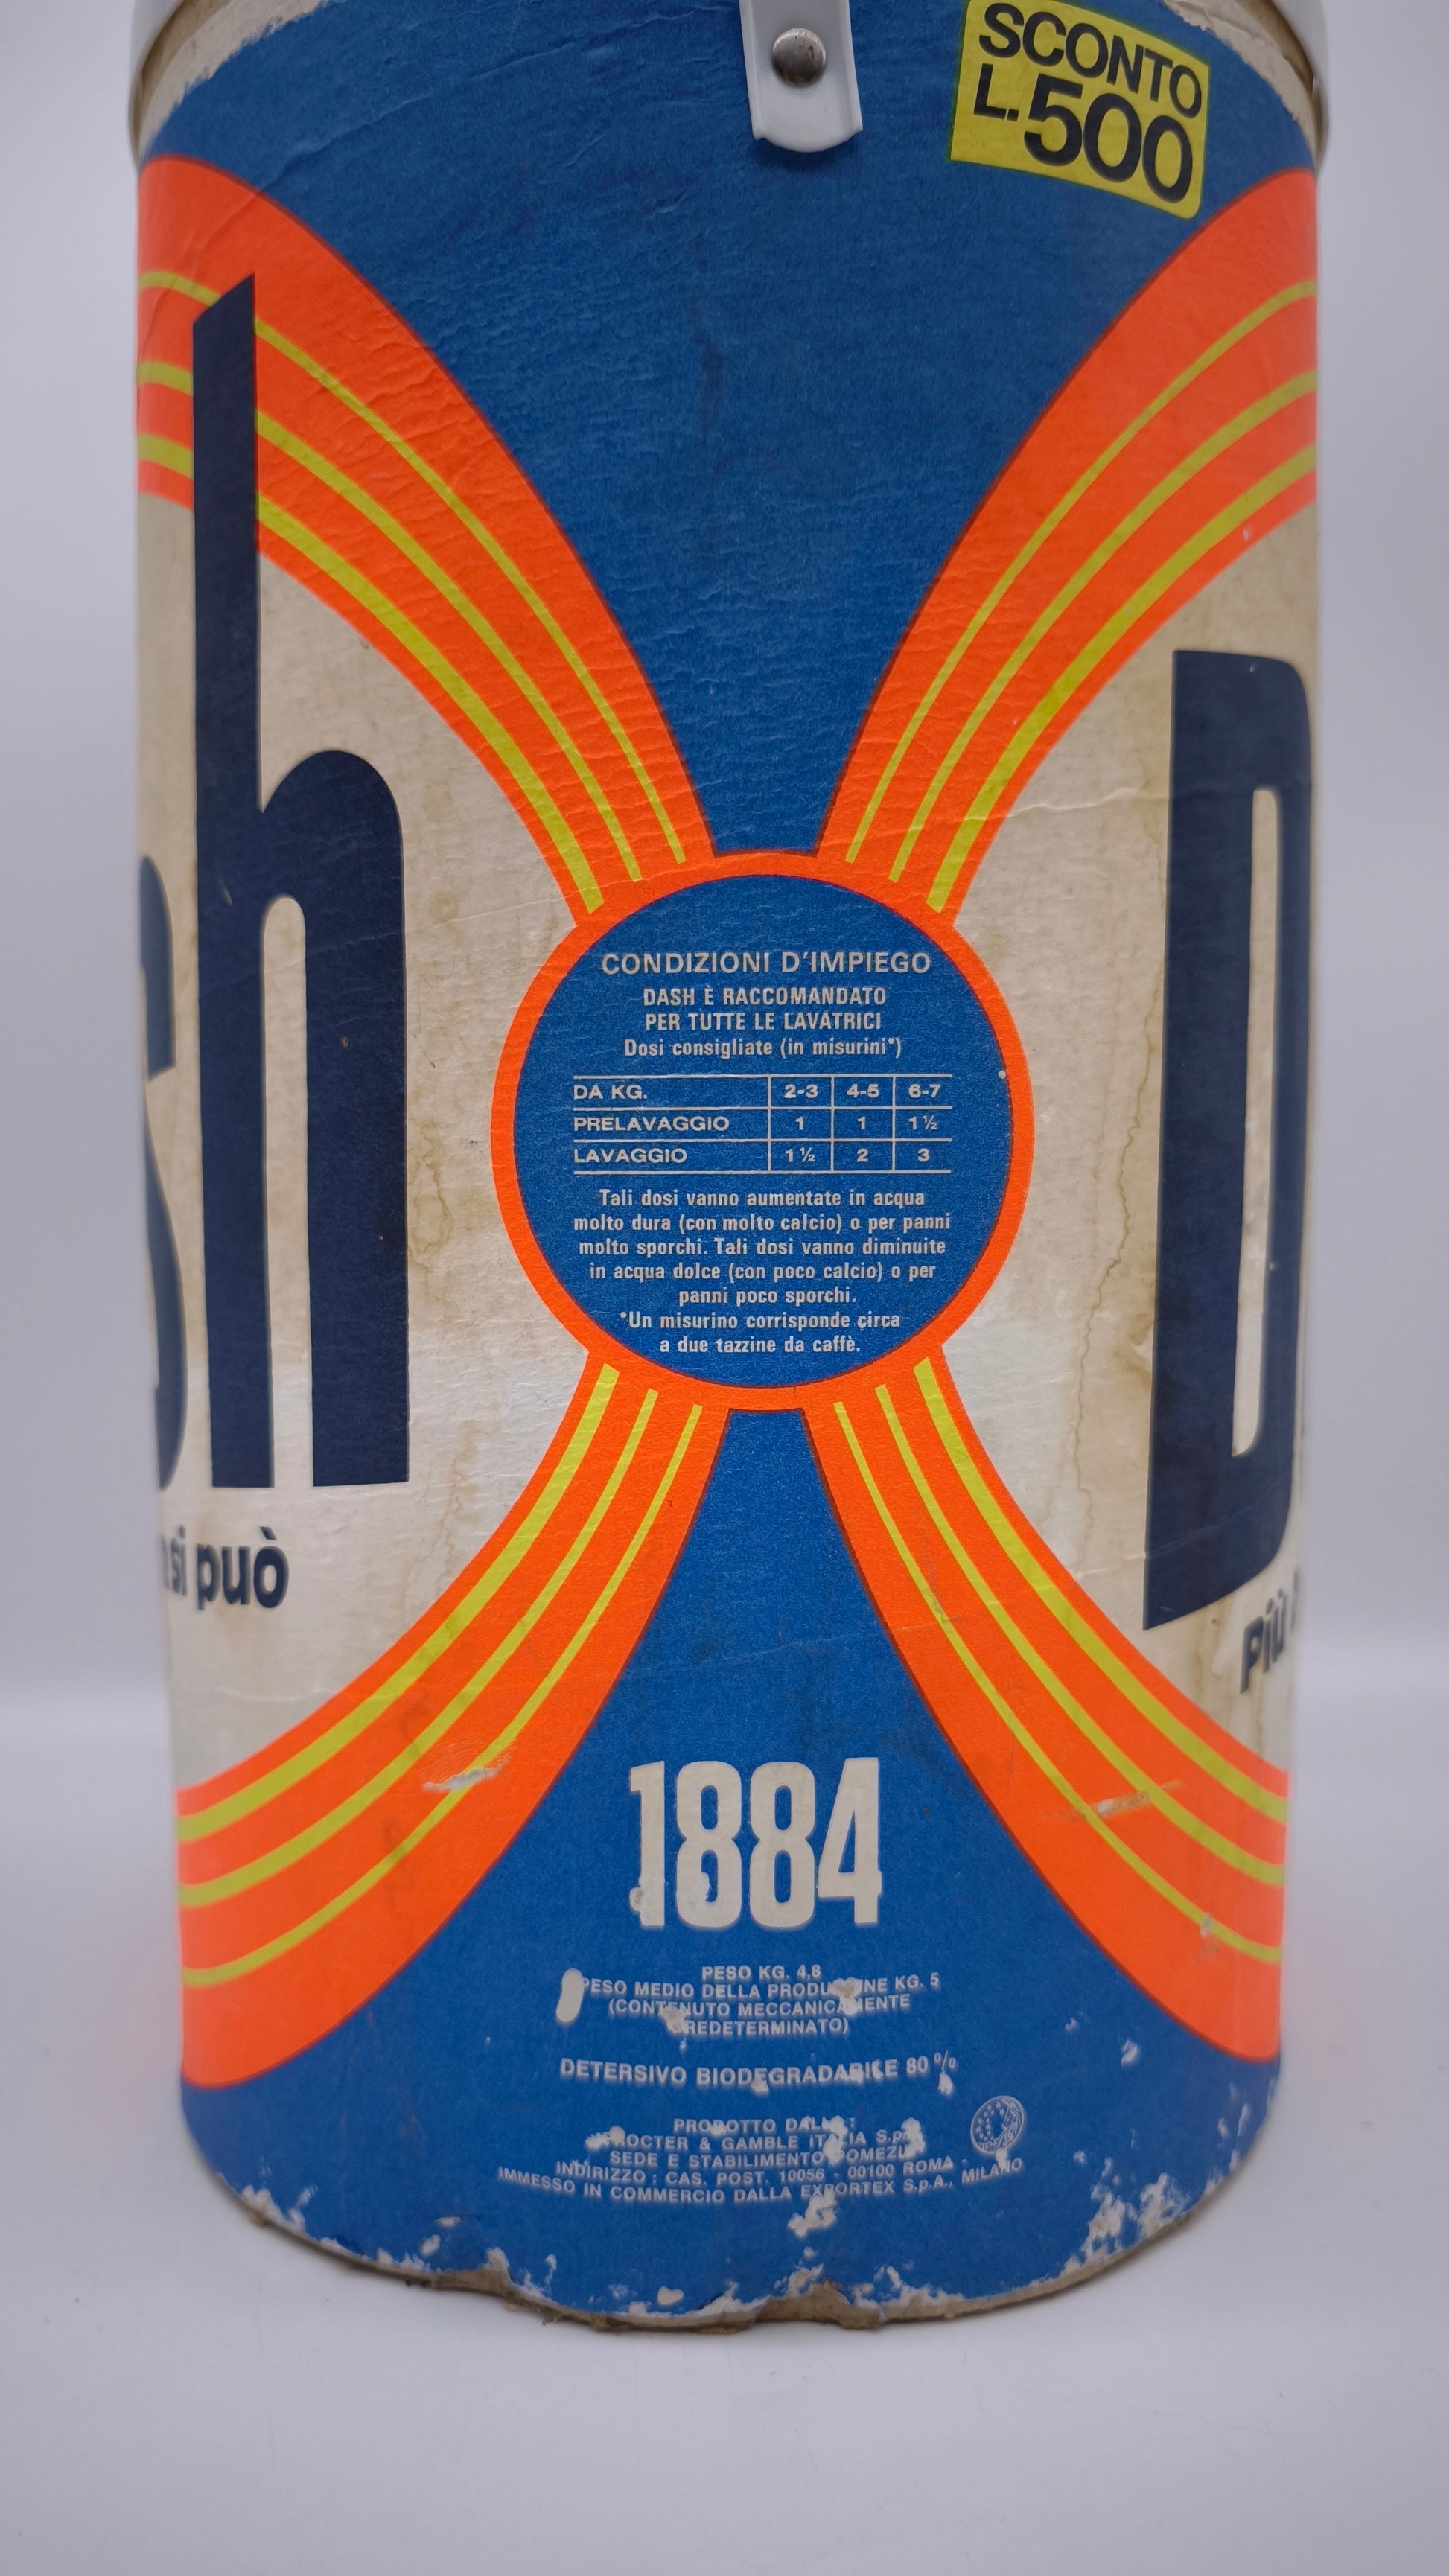 SCONTO
L.500
sh
si può
D
Più
CONDIZIONI D'IMPIEGO
DASH È RACCOMANDATO
PER TUTTE LE LAVATRICI
Dosi consigliate (in misurini*)
DA KG. 2-3 4-5 6-7
PRELAVAGGIO 1 1 1½
LAVAGGIO 1½ 2 3
Tali dosi vanno aumentate in acqua
molto dura (con molto calcio) o per panni
molto sporchi. Tali dosi vanno diminuite
in acqua dolce (con poco calcio) o per
panni poco sporchi.
*Un misurino corrisponde circa
a due tazzine da caffè.
1884
PESO KG. 4,8
PESO MEDIO DELLA PRODUZIONE KG. 5
(CONTENUTO MECCANICAMENTE
PREDETERMINATO)
DETERSIVO BIODEGRADABILE 80%
PRODOTTO DALLA:
PROCTER & GAMBLE ITALIA S.p.A.
SEDE E STABILIMENTO POMEZIA
INDIRIZZO: CAS. POST. 10056 - 00100 ROMA
IMMESSO IN COMMERCIO DALLA EXPORTEX S.p.A., MILANO